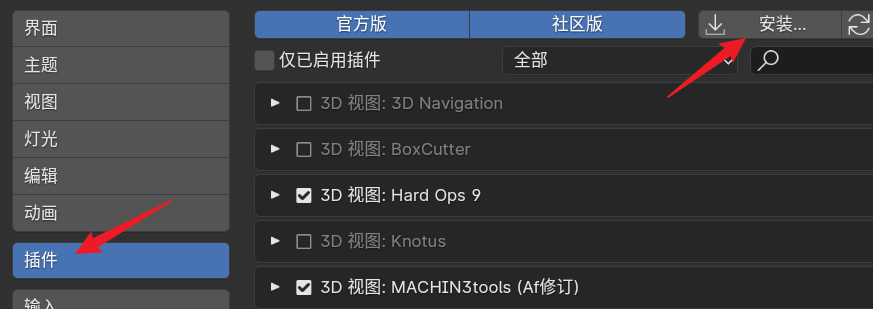 界面
主题
视图
灯光
编辑
动画
插件
输入
官方版
社区版
安装...
仅已启用插件
全部
3D 视图: 3D Navigation
3D 视图: BoxCutter
3D 视图: Hard Ops 9
3D 视图: Knotus
3D 视图: MACHIN3tools (Af修订)